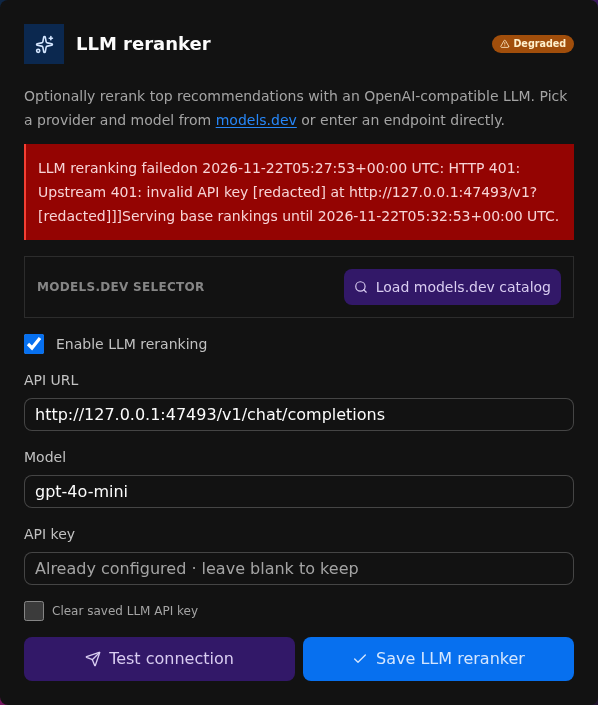 LLM reranker
Degraded
Optionally rerank top recommendations with an OpenAI-compatible LLM. Pick
a provider and model from models.dev or enter an endpoint directly.
LLM reranking failedon 2026-11-22T05:27:53+00:00 UTC: HTTP 401:
Upstream 401: invalid API key [redacted] at http://127.0.0.1:47493/v1?
[redacted]]]Serving base rankings until 2026-11-22T05:32:53+00:00 UTC.
MODELS.DEV SELECTOR
Load models.dev catalog
Enable LLM reranking
API URL
http://127.0.0.1:47493/v1/chat/completions
Model
gpt-4o-mini
API key
Already configured · leave blank to keep
Clear saved LLM API key
Test connection
Save LLM reranker